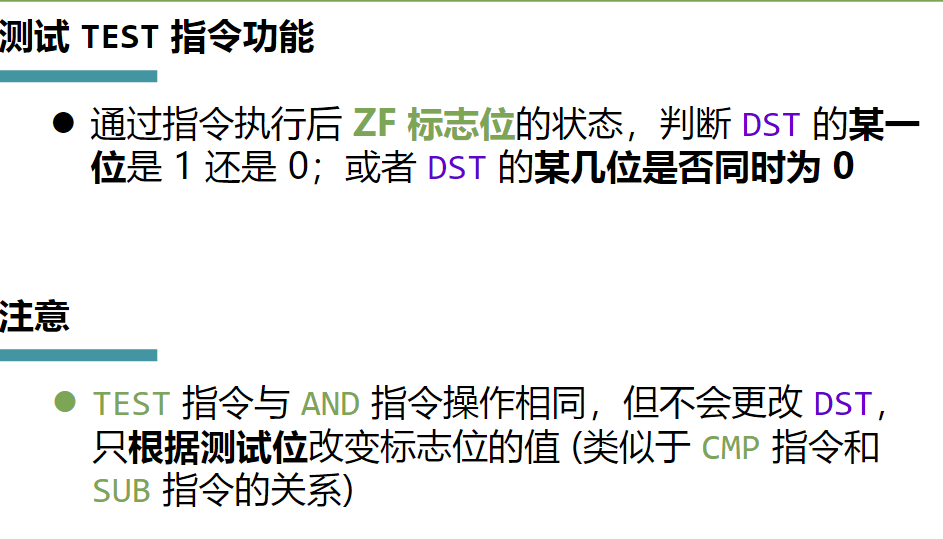 测试 TEST 指令功能
● 通过指令执行后 ZF 标志位的状态，判断 DST 的某一
位是 1 还是 0；或者 DST 的某几位是否同时为 0
注意
● TEST 指令与 AND 指令操作相同，但不会更改 DST，
只根据测试位改变标志位的值 (类似于 CMP 指令和
SUB 指令的关系)